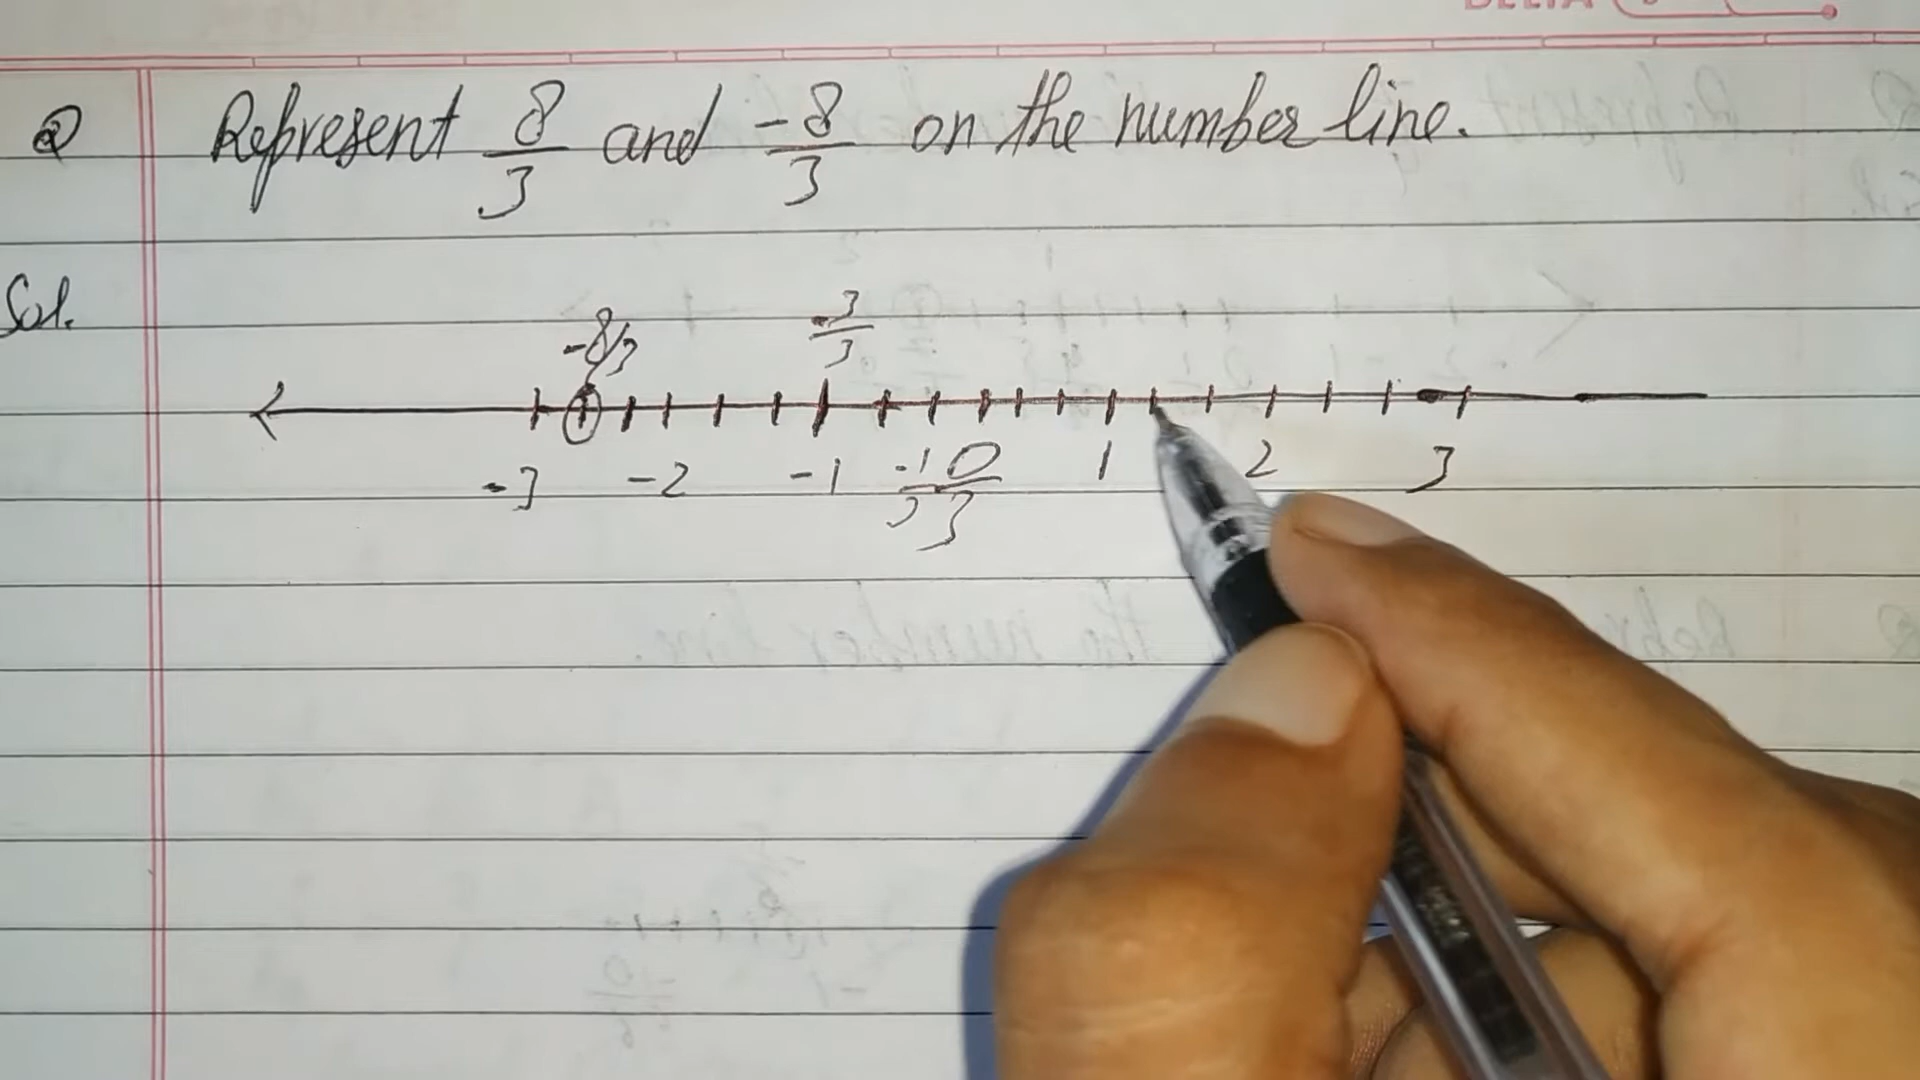 DELTA
Q Represent 8/3 and -8/3 on the number line.
Sol.
-8/3 -3/3
-3 -2 -1 -1/3 0/3 1 2 3